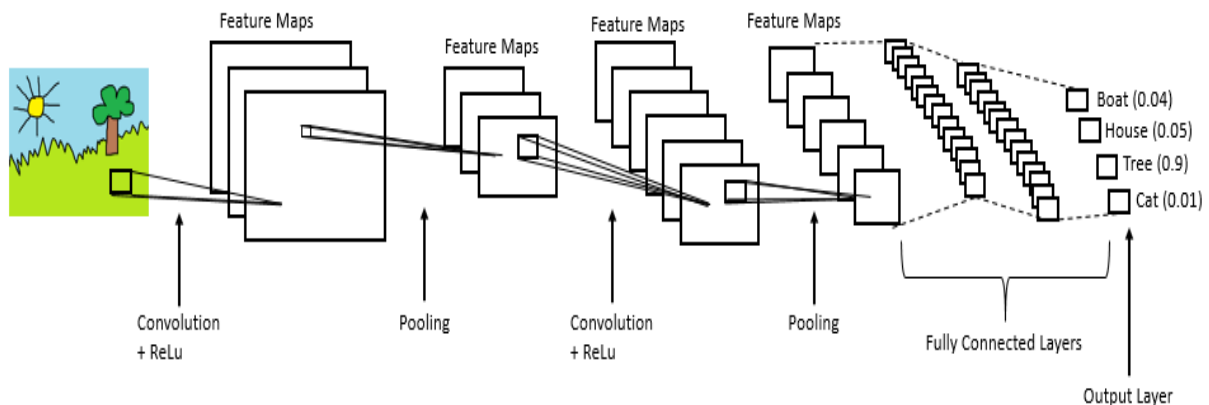 Feature Maps
Feature Maps
Feature Maps
Feature Maps
Boat (0.04)
House (0.05)
Tree (0.9)
Cat (0.01)
Convolution
+ ReLu
Pooling
Convolution
+ ReLu
Pooling
Fully Connected Layers
Output Layer